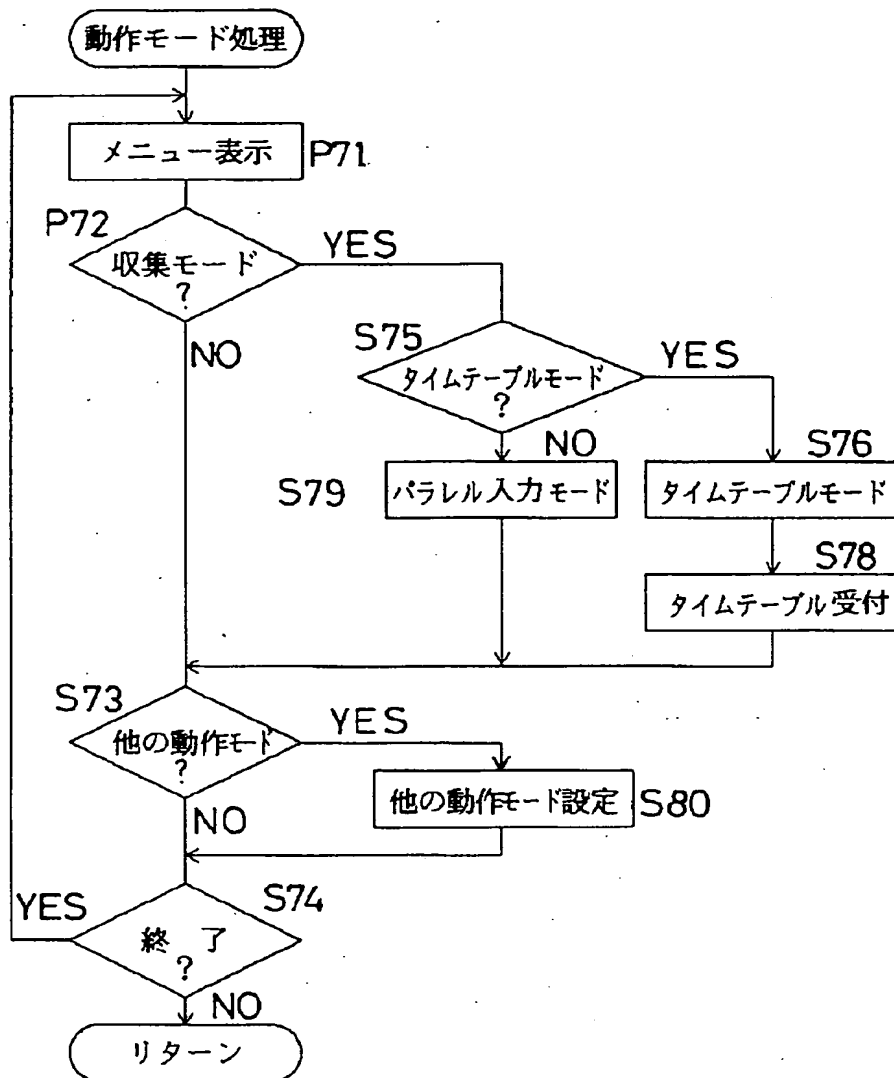 動作モード処理
メニュー表示 P71
P72
収集モード
?
YES
NO
S75
タイムテーブルモード
?
YES
NO
S76
S79
パラレル入力モード
タイムテーブルモード
S78
タイムテーブル受付
S73
他の動作モード
?
YES
NO
他の動作モード設定 S80
S74
YES
終 了
?
NO
リターン